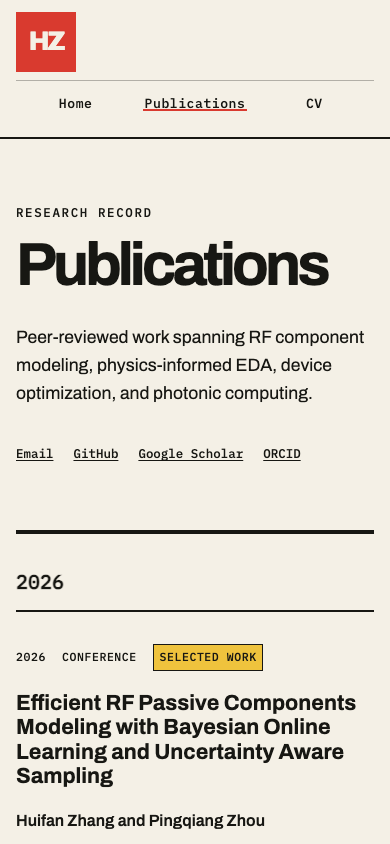 HZ
Home Publications CV
RESEARCH RECORD
Publications
Peer-reviewed work spanning RF component
modeling, physics-informed EDA, device
optimization, and photonic computing.
Email GitHub Google Scholar ORCID
2026
2026 CONFERENCE SELECTED WORK
Efficient RF Passive Components
Modeling with Bayesian Online
Learning and Uncertainty Aware
Sampling
Huifan Zhang and Pingqiang Zhou